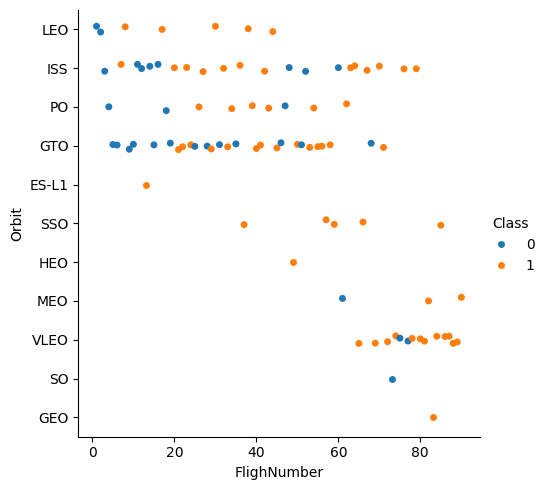 LEO
ISS
PO
GTO
ES-L1
SSO
HEO
MEO
VLEO
SO
GEO
Orbit
0
20
40
60
80
FlighNumber
Class
0
1